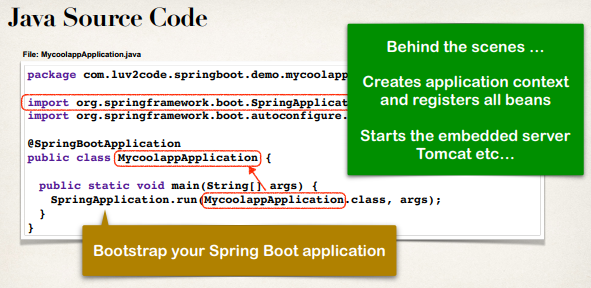 Java Source Code
File: MycoolappApplication.java
package com.luv2code.springboot.demo.mycoolapp
import org.springframework.boot.SpringApplicat
import org.springframework.boot.autoconfigure.
@SpringBootApplication
public class MycoolappApplication {
public static void main(String[] args) {
SpringApplication.run(MycoolappApplication.class, args);
}
}
Behind the scenes …
Creates application context
and registers all beans
Starts the embedded server
Tomcat etc…
Bootstrap your Spring Boot application